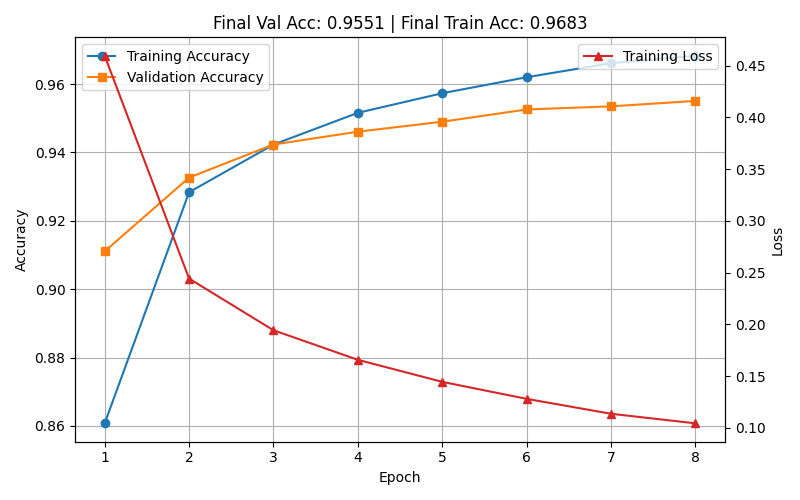 Final Val Acc: 0.9551 | Final Train Acc: 0.9683
Training Accuracy
Validation Accuracy
Training Loss
0.96
0.94
0.92
0.90
0.88
0.86
Accuracy
0.45
0.40
0.35
0.30
0.25
0.20
0.15
0.10
Loss
1 2 3 4 5 6 7 8
Epoch